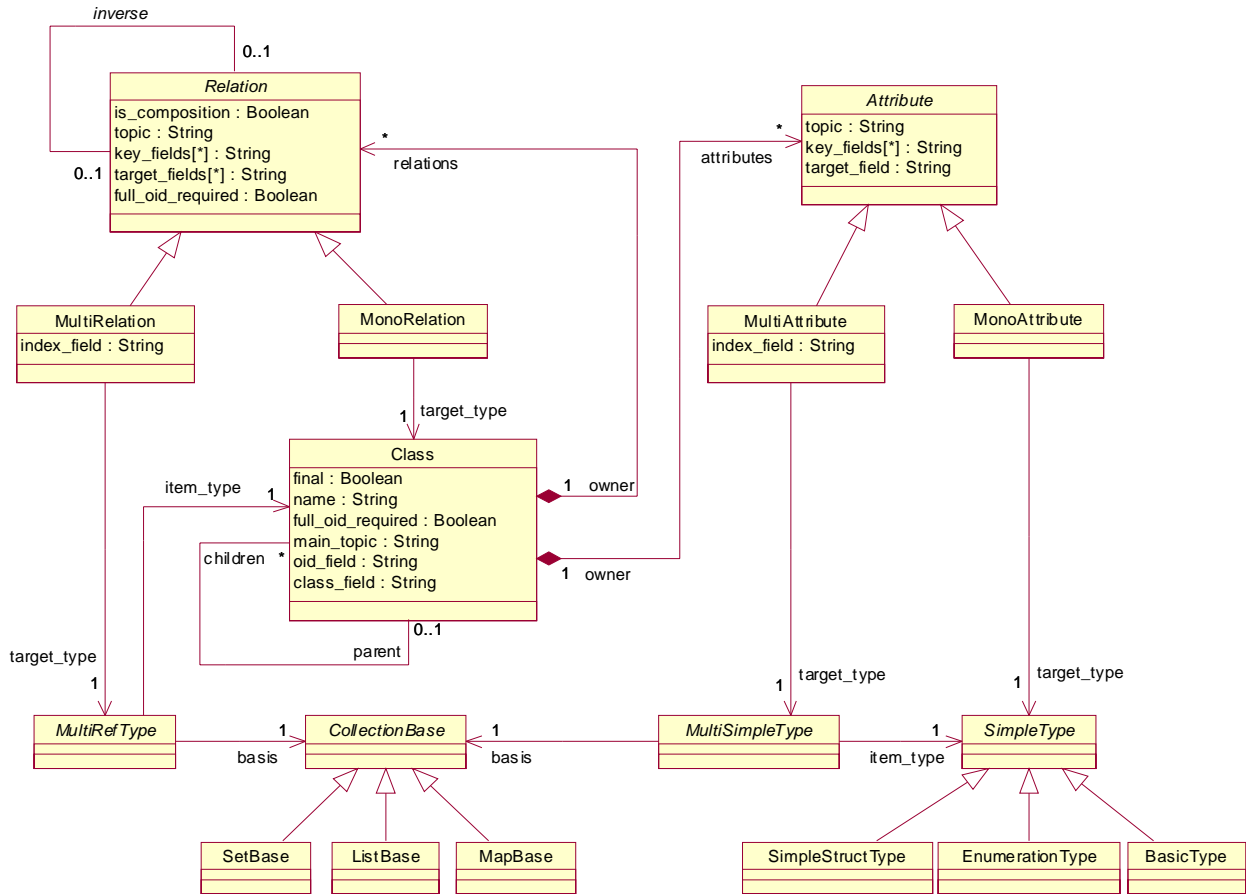 inverse
0..1
Relation
is_composition : Boolean
topic : String
key_fields[*] : String
target_fields[*] : String
full_oid_required : Boolean
0..1
*
relations
Attribute
topic : String
key_fields[*] : String
target_field : String
*
attributes
MultiRelation
index_field : String
MonoRelation
MultiAttribute
index_field : String
MonoAttribute
1
target_type
Class
final : Boolean
name : String
full_oid_required : Boolean
main_topic : String
oid_field : String
class_field : String
item_type
1
1
owner
1
owner
children
*
0..1
parent
target_type
1
target_type
1
target_type
1
MultiRefType
1
basis
CollectionBase
1
basis
MultiSimpleType
1
item_type
SimpleType
SetBase
ListBase
MapBase
SimpleStructType
EnumerationType
BasicType